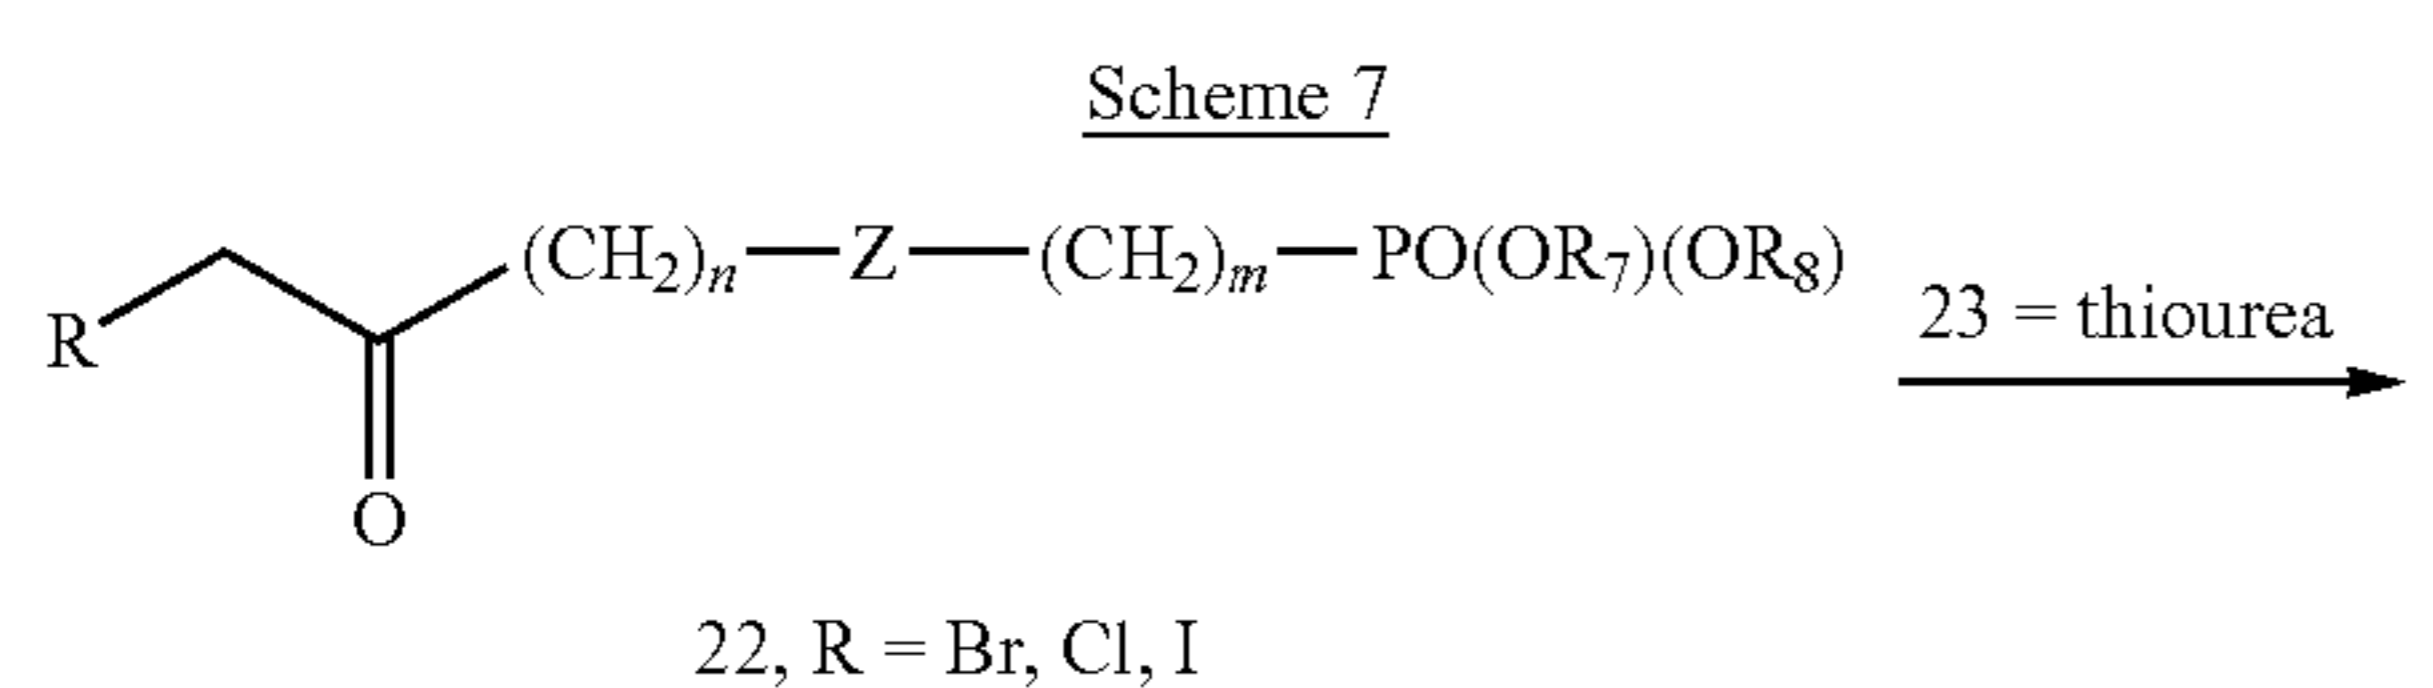 Scheme 7
(CH₂)ₙ—Z—(CH₂)ₘ—PO(OR₇)(OR₈)
23 = thiourea
R
O
22, R = Br, Cl, I